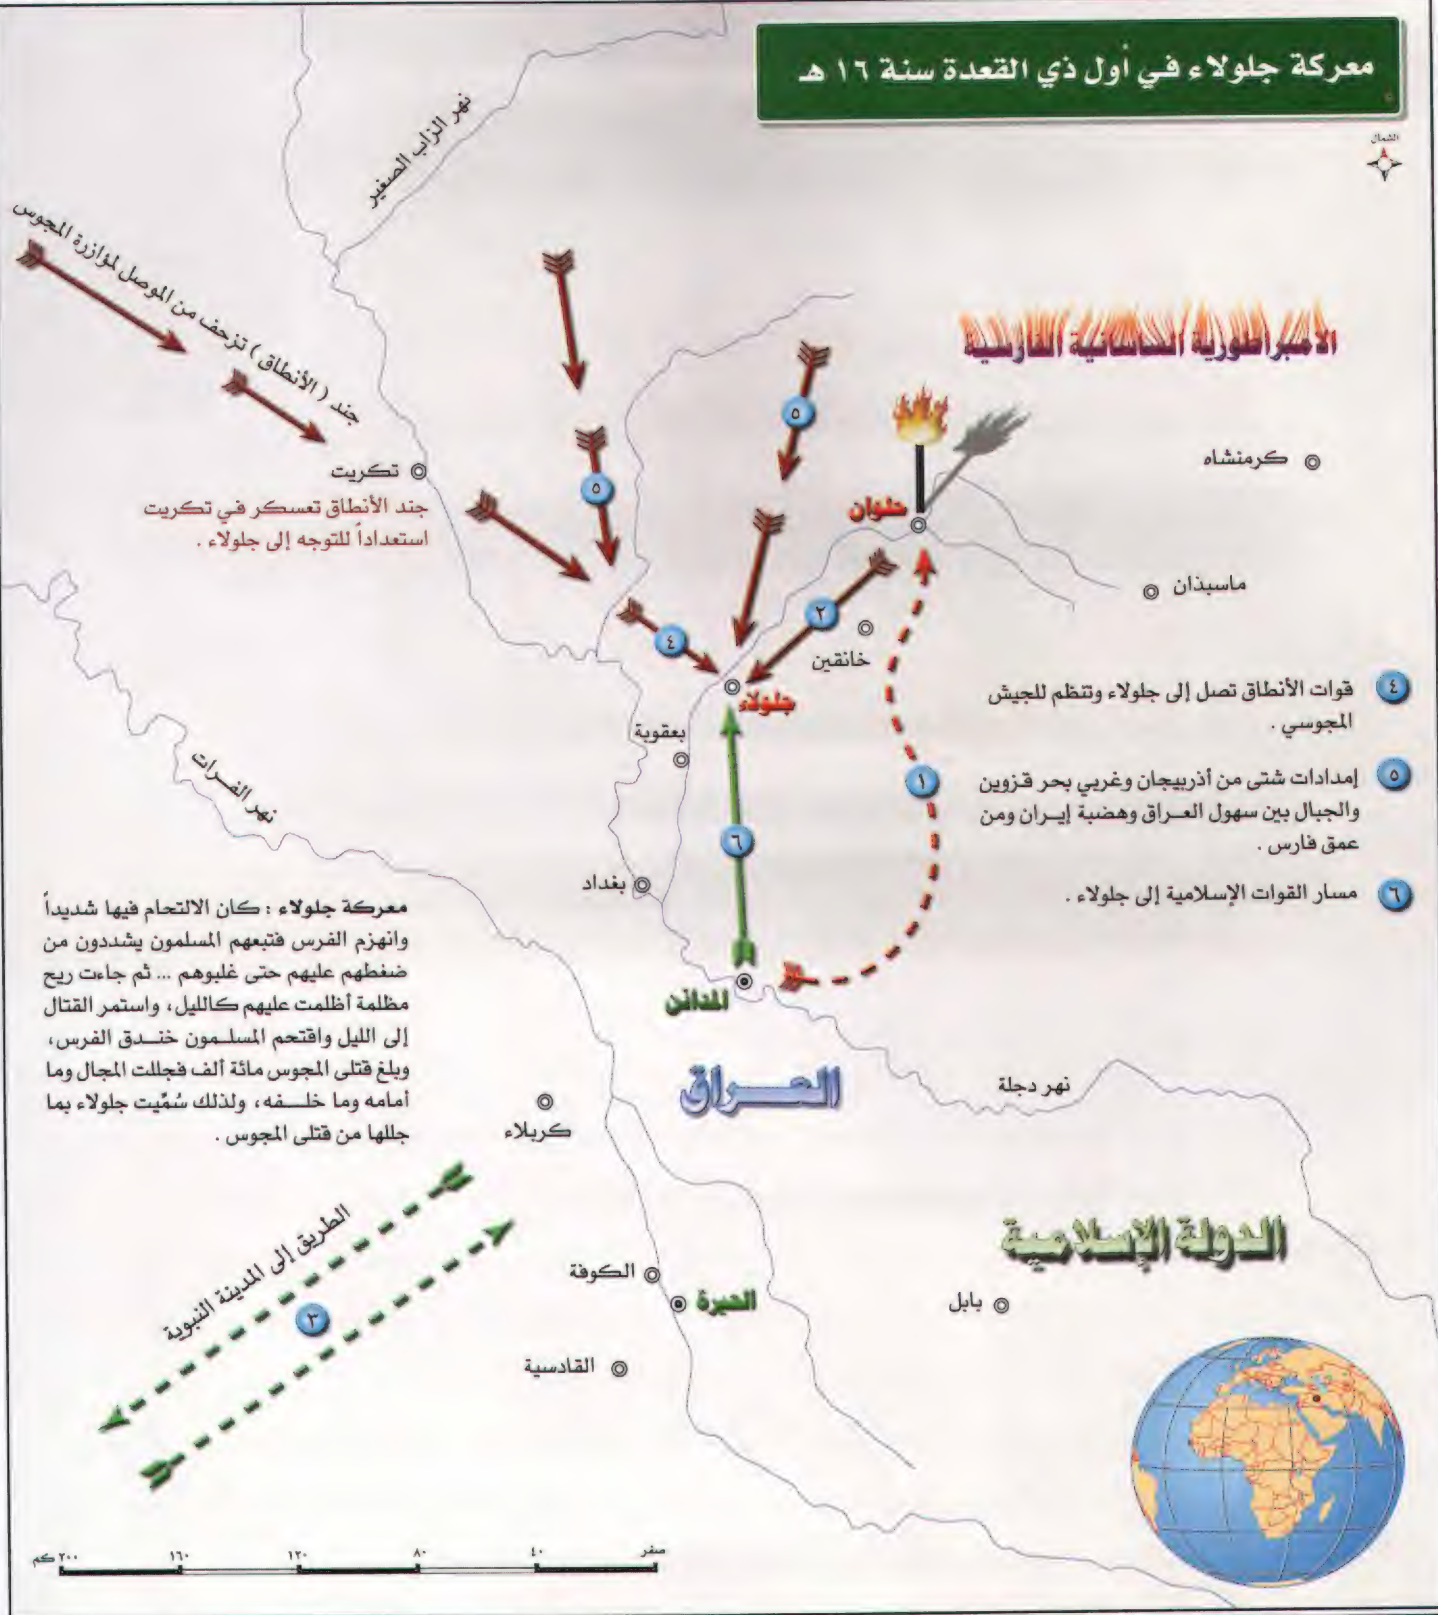 معركة جلولاء في أول ذي القعدة سنة ١٦ هـ
الشمال
نهر الزاب الصغير
جند ( الأنطاق ) تزحف من الموصل لمؤازرة المجوس
الامبراطورية الساسانية الفارسية
٥
٥
كرمنشاه
تكريت
جند الأنطاق تعسكر في تكريت
استعداداً للتوجه إلى جلولاء .
حلوان
ماسبذان
٢
٤
خانقين
جلولاء
٤ قوات الأنطاق تصل إلى جلولاء وتنظم للجيش
المجوسي .
٥ إمدادات شتى من أذربيجان وغربي بحر قزوين
والجبال بين سهول العراق وهضبة إيران ومن
عمق فارس .
٦ مسار القوات الإسلامية إلى جلولاء .
بعقوبة
١
٦
نهر الفرات
بغداد
معركة جلولاء : كان الالتحام فيها شديداً
وانهزم الفرس فتبعهم المسلمون يشددون من
ضغطهم عليهم حتى غلبوهم ... ثم جاءت ريح
مظلمة أظلمت عليهم كالليل، واستمر القتال
إلى الليل واقتحم المسلمون خندق الفرس،
وبلغ قتلى المجوس مائة ألف فجللت المجال وما
أمامه وما خلفه، ولذلك سُمِّيت جلولاء بما
جللها من قتلى المجوس .
المدائن
العراق
نهر دجلة
كربلاء
الطريق إلى المدينة النبوية
٣
الدولة الإسلامية
الكوفة
الحيرة
بابل
القادسية
صفر
٤٠
٨٠
١٢٠
١٦٠
٢٠٠ كم